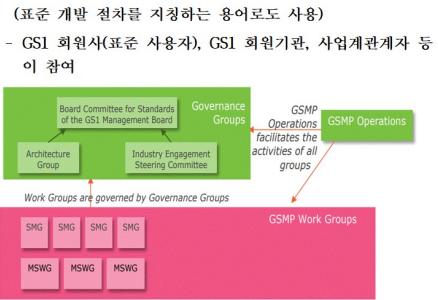 (표준 개발 절차를 지칭하는 용어로도 사용)
- GS1 회원사(표준 사용자), GS1 회원기관, 사업계관계자 등
이 참여
Board Committee for Standards
of the GS1 Management Board
Governance
Groups
Architecture
Group
Industry Engagement
Steering Committee
GSMP
Operations
facilitates the
activities of all
groups
GSMP Operations
Work Groups are governed by Governance Groups
GSMP Work Groups
SMG SMG SMG SMG
MSWG MSWG MSWG